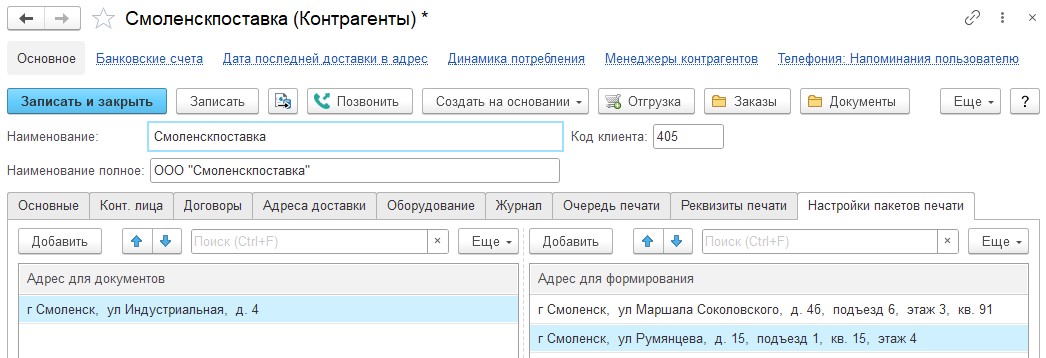 Смоленскпоставка (Контрагенты) *
Основное Банковские счета Дата последней доставки в адрес Динамика потребления Менеджеры контрагентов Телефония: Напоминания пользователю
Записать и закрыть Записать Позвонить Создать на основании Отгрузка Заказы Документы Еще ?
Наименование: Смоленскпоставка Код клиента: 405
Наименование полное: ООО "Смоленскпоставка"
Основные Конт. лица Договоры Адреса доставки Оборудование Журнал Очередь печати Реквизиты печати Настройки пакетов печати
Добавить Поиск (Ctrl+F) × Еще Добавить Поиск (Ctrl+F) × Еще
Адрес для документов Адрес для формирования
г Смоленск, ул Индустриальная, д. 4 г Смоленск, ул Маршала Соколовского, д. 4б, подъезд 6, этаж 3, кв. 91
г Смоленск, ул Румянцева, д. 15, подъезд 1, кв. 15, этаж 4